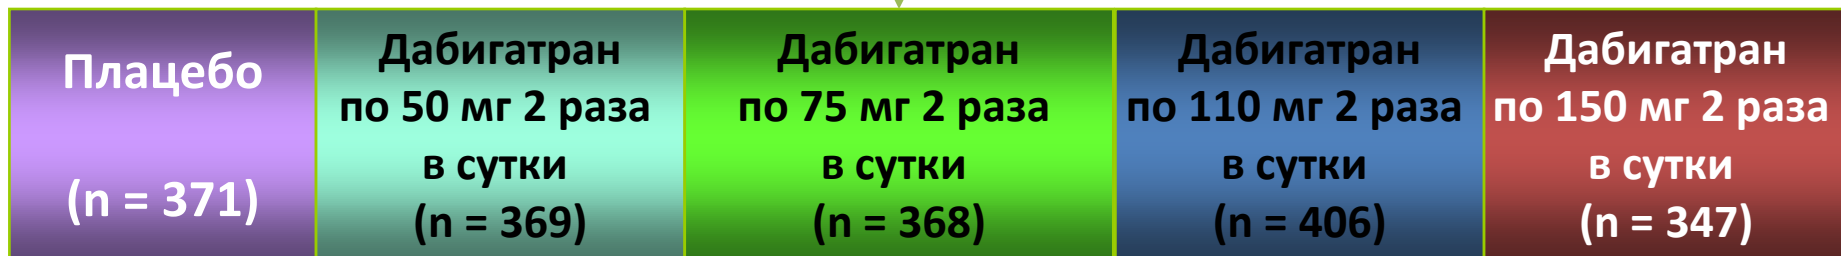 Плацебо
(n = 371)
Дабигатран
по 50 мг 2 раза
в сутки
(n = 369)
Дабигатран
по 75 мг 2 раза
в сутки
(n = 368)
Дабигатран
по 110 мг 2 раза
в сутки
(n = 406)
Дабигатран
по 150 мг 2 раза
в сутки
(n = 347)